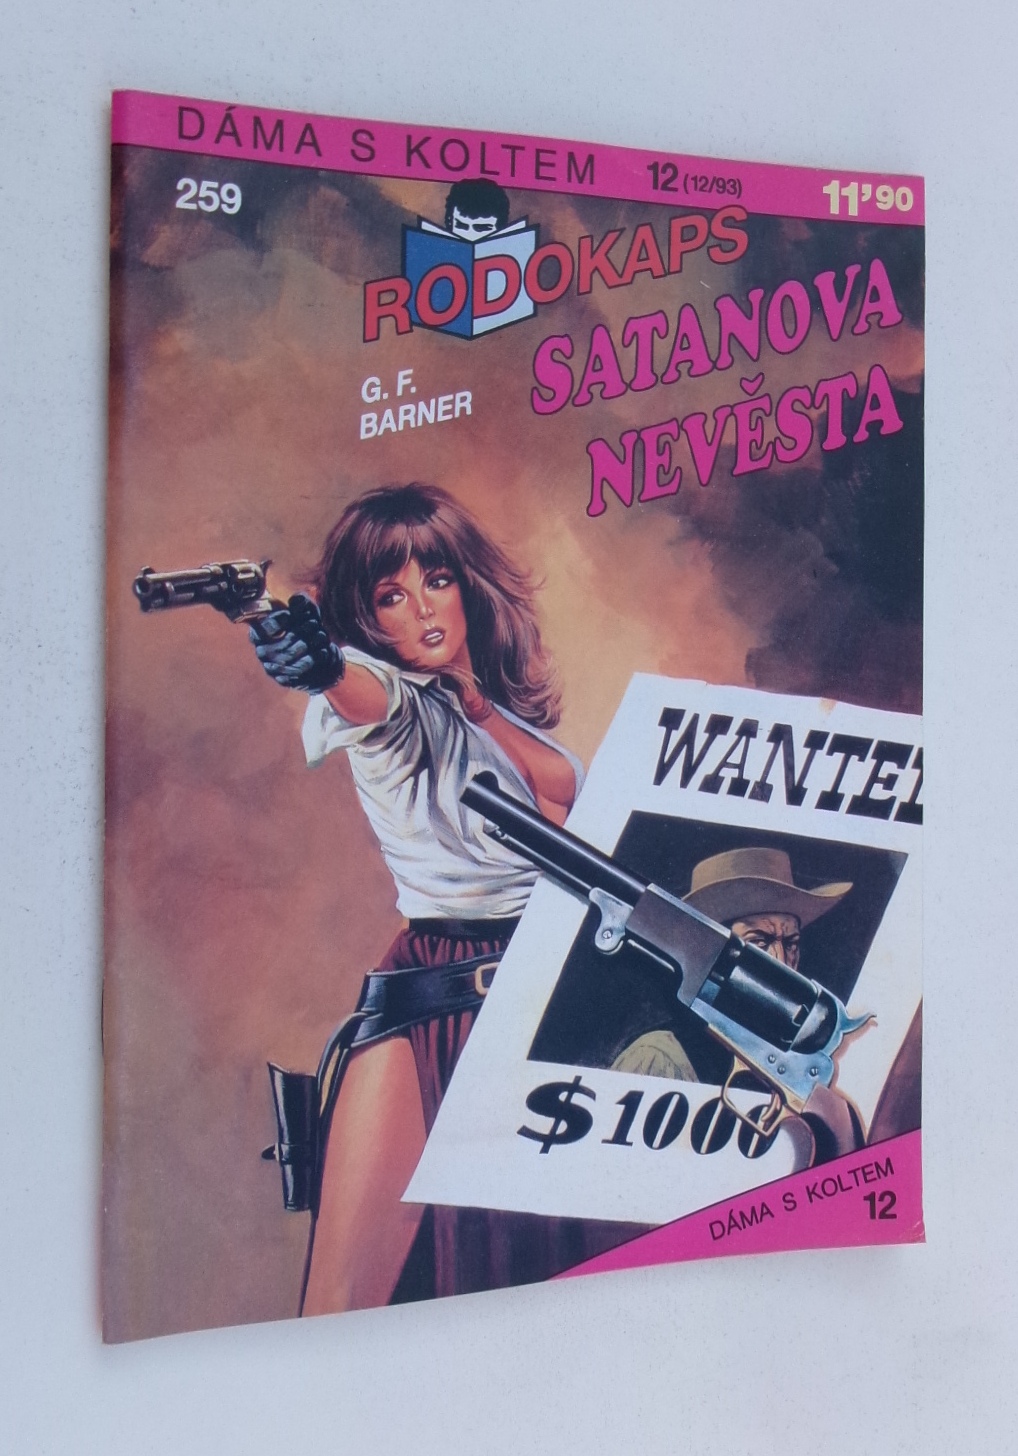 DÁMA S KOLTEM 12 (12/93)
259
11'90
RODOKAPS
SATANOVA
NEVĚSTA
G. F.
BARNER
WANTE
$ 1000
DÁMA S KOLTEM
12